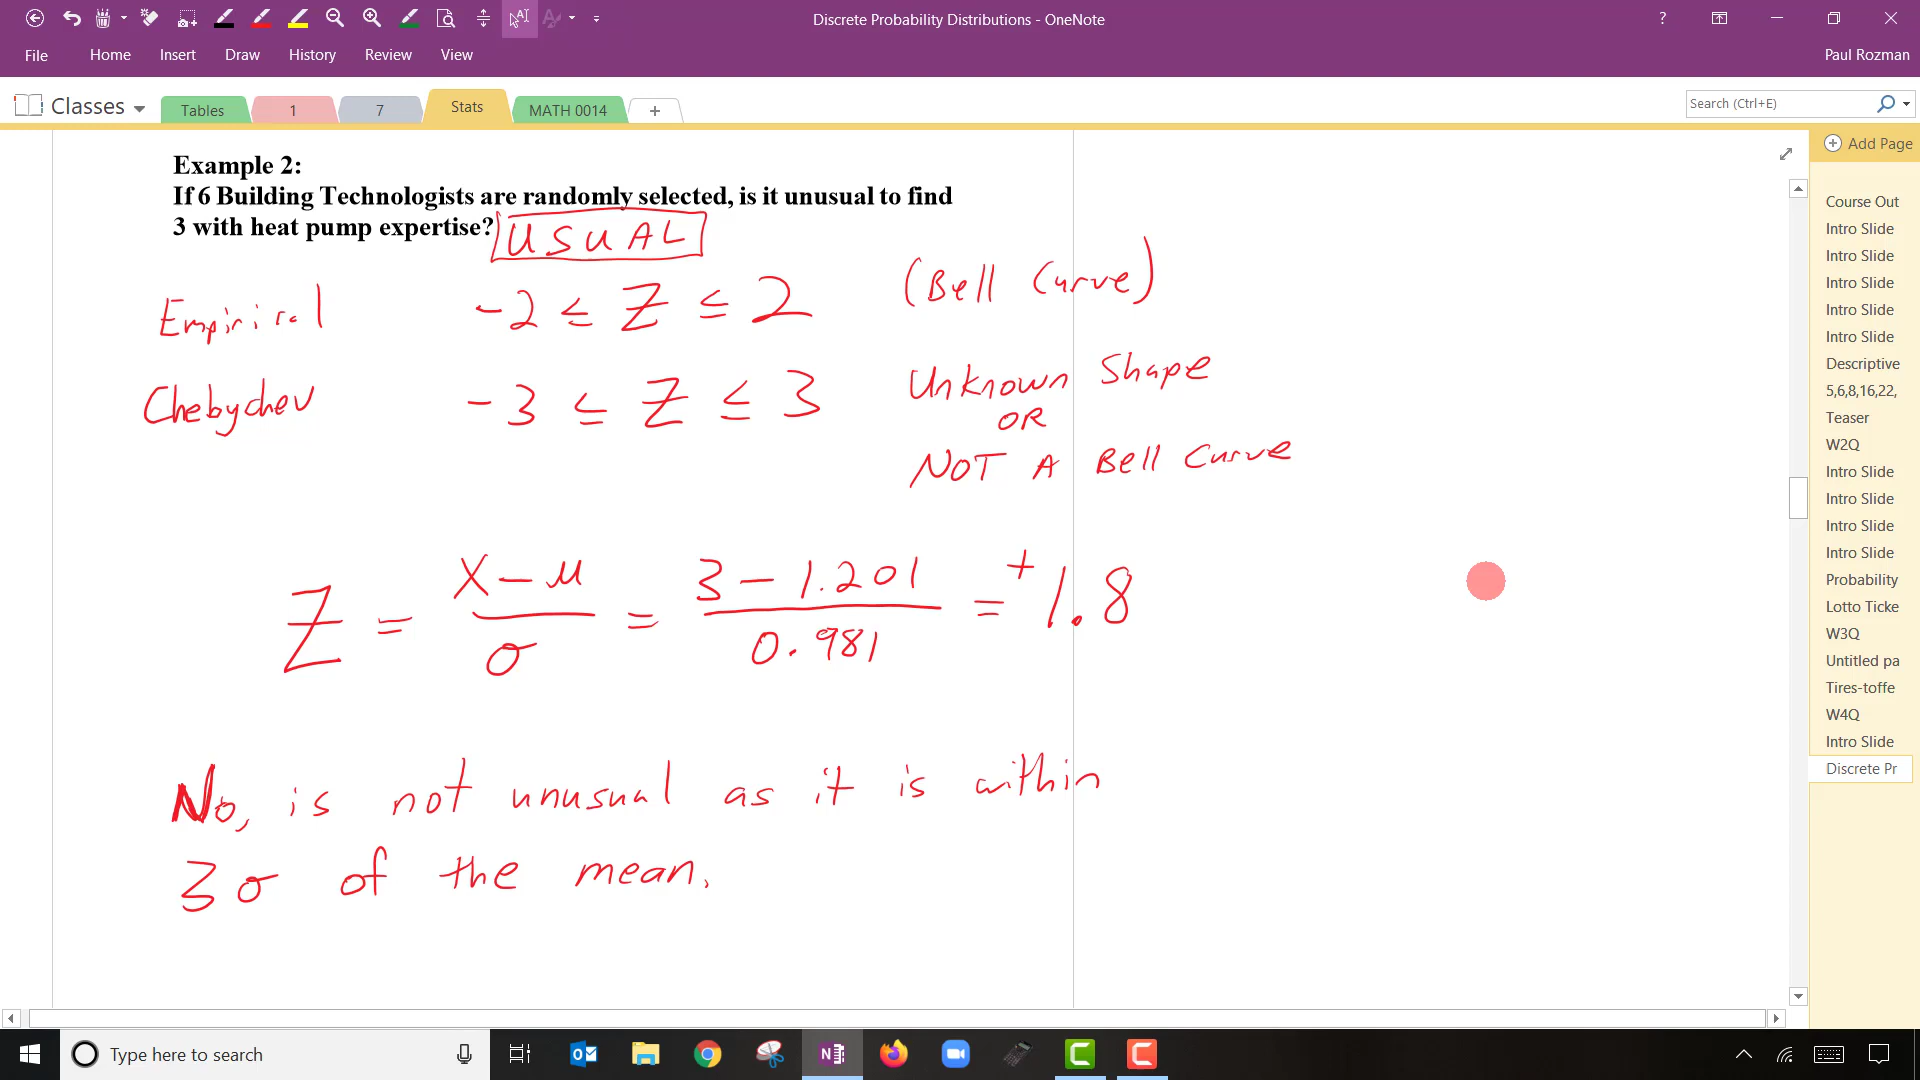 Discrete Probability Distributions - OneNote
?
File Home Insert Draw History Review View
Paul Rozman
Classes Tables 1 7 Stats MATH 0014 +
Search (Ctrl+E)
Add Page
Example 2:
If 6 Building Technologists are randomly selected, is it unusual to find
3 with heat pump expertise? USUAL
Empirical -2 ≤ Z ≤ 2 (Bell Curve)
Chebychev -3 ≤ Z ≤ 3 Unknown Shape
OR
NOT A Bell Curve
Z = X - μ / σ = 3 - 1.201 / 0.981 = +1.8
No, is not unusual as it is within
3 σ of the mean.
Course Out
Intro Slide
Intro Slide
Intro Slide
Intro Slide
Intro Slide
Descriptive
5,6,8,16,22,
Teaser
W2Q
Intro Slide
Intro Slide
Intro Slide
Intro Slide
Probability
Lotto Ticke
W3Q
Untitled pa
Tires-toffe
W4Q
Intro Slide
Discrete Pr
Type here to search